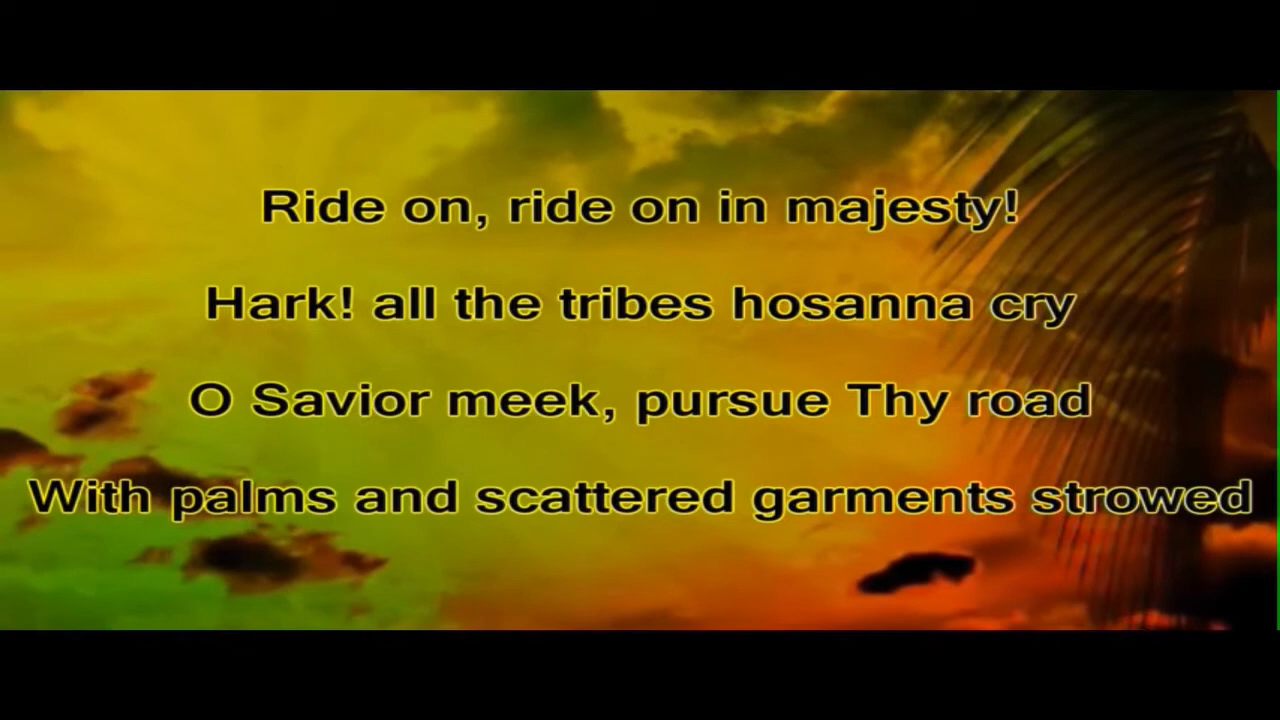 Ride on, ride on in majesty!
Hark! all the tribes hosanna cry
O Savior meek, pursue Thy road
With palms and scattered garments strowed